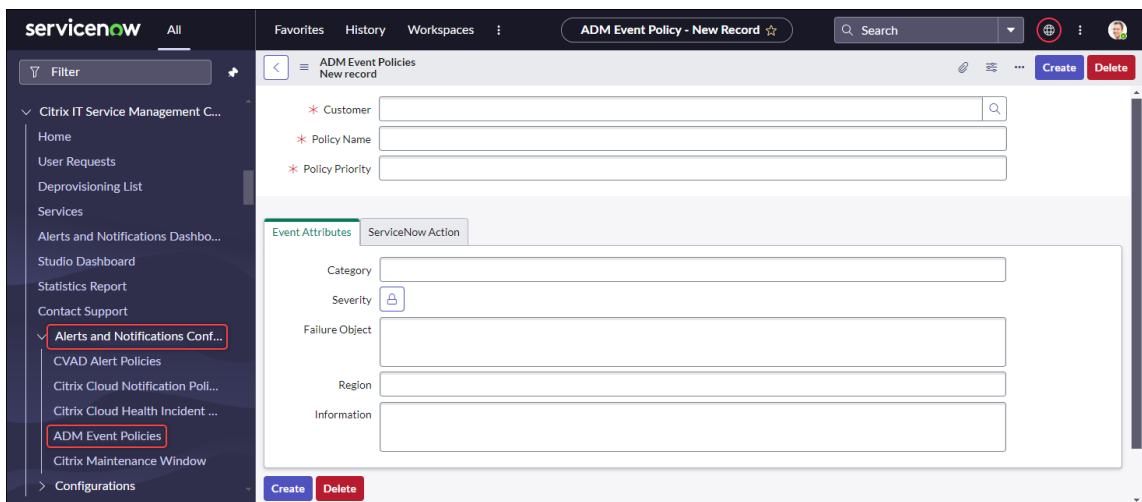 servicenow All Favorites History Workspaces ADM Event Policy - New Record Search
Filter
ADM Event Policies
New record
Create Delete
Citrix IT Service Management C...
Home
User Requests
Deprovisioning List
Services
Alerts and Notifications Dashbo...
Studio Dashboard
Statistics Report
Contact Support
Alerts and Notifications Conf...
CVAD Alert Policies
Citrix Cloud Notification Poli...
Citrix Cloud Health Incident ...
ADM Event Policies
Citrix Maintenance Window
Configurations
Customer
Policy Name
Policy Priority
Event Attributes ServiceNow Action
Category
Severity
Failure Object
Region
Information
Create Delete